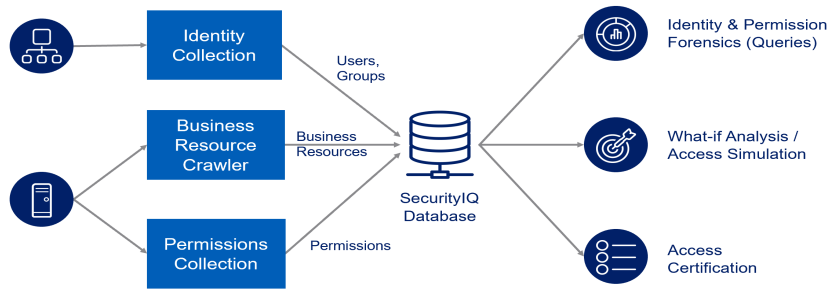 Identity
Collection
Users,
Groups
Business
Resource
Crawler
Business
Resources
Permissions
Collection
Permissions
SecurityIQ
Database
Identity & Permission
Forensics (Queries)
What-if Analysis /
Access Simulation
Access
Certification